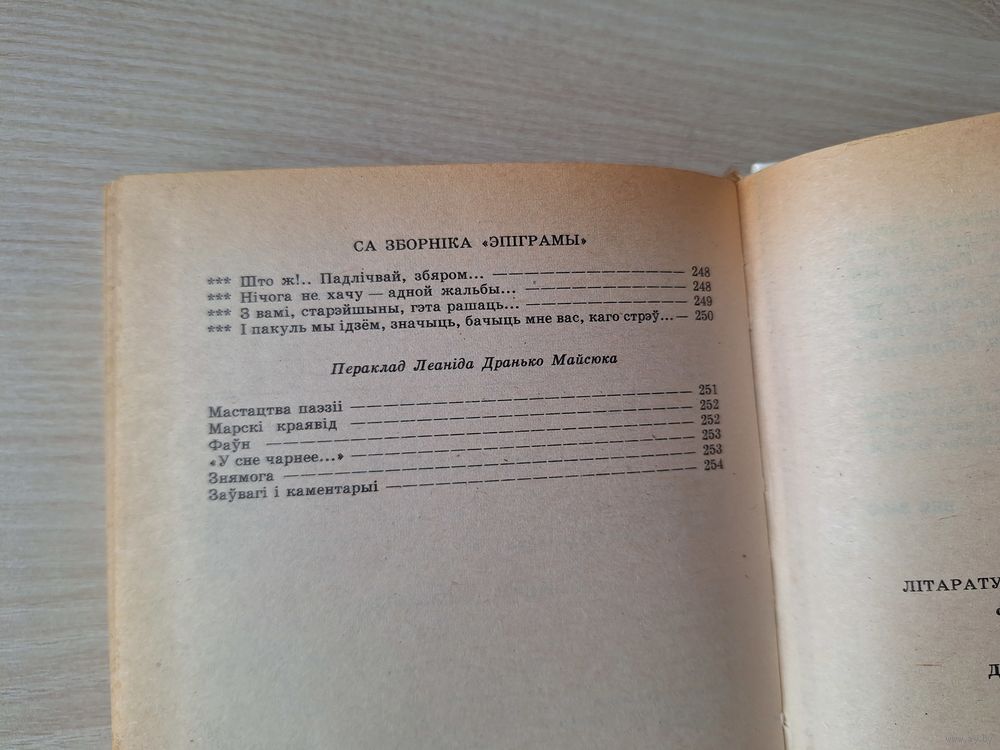 СА ЗБОРНІКА «ЭПІГРАМЫ»
*** Што ж!.. Падлічвай, збяром... — 248
*** Нічога не хачу — адной жальбы... — 248
*** З вамі, старэйшыны, гэта рашаць... — 249
*** І пакуль мы ідзём, значыць, бачыць мне вас, каго стрэў... — 250
Пераклад Леаніда Дранько Майсюка
Мастацтва паэзіі — 251
Марскі краявід — 252
Фаўн — 252
«У сне чарнее...» — 253
Знямога — 253
Заўвагі і каментарыі — 254
ЛІТАРАТУ